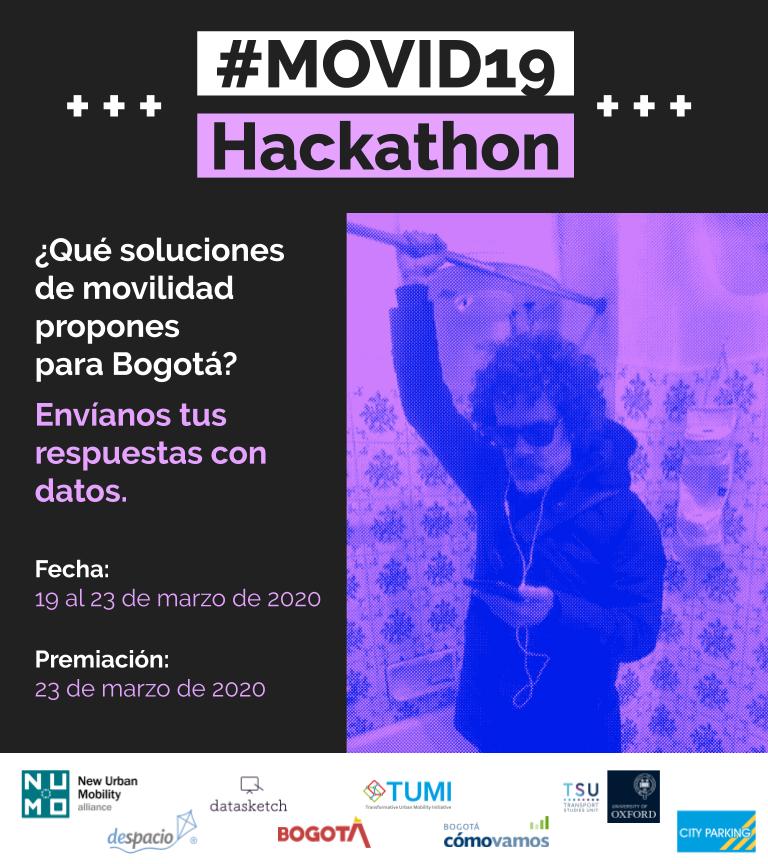 #MOVID19
Hackathon
¿Qué soluciones
de movilidad
propones
para Bogotá?
Envíanos tus
respuestas con
datos.
Fecha:
19 al 23 de marzo de 2020
Premiación:
23 de marzo de 2020
NU
MO
New Urban
Mobility
alliance
despacio
®
datasketch
BOGOTÁ
TUMI
Transformative Urban Mobility Initiative
BOGOTÁ
cómovamos
TSU
TRANSPORT
STUDIES UNIT
UNIVERSITY OF
OXFORD
CITY PARKING